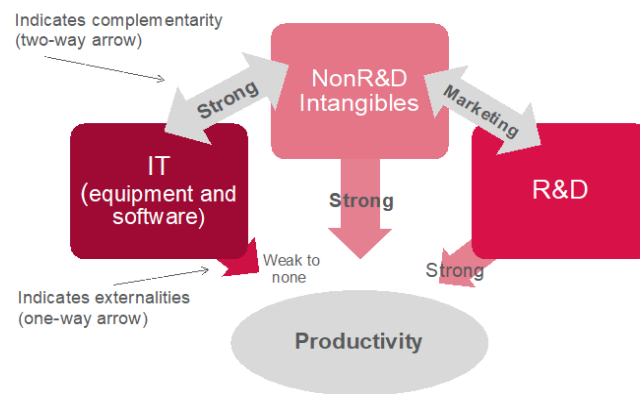 Indicates complementarity
(two-way arrow)
Strong
NonR&D
Intangibles
Marketing
IT
(equipment and
software)
R&D
Strong
Weak to
none
Strong
Indicates externalities
(one-way arrow)
Productivity